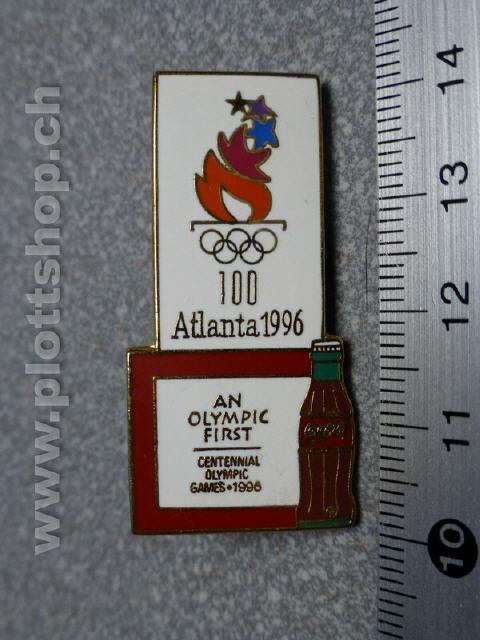 100
Atlanta 1996
AN
OLYMPIC
FIRST
CENTENNIAL
OLYMPIC
GAMES • 1996
Coca-Cola
®
14
13
12
11
10
www.plottshop.ch